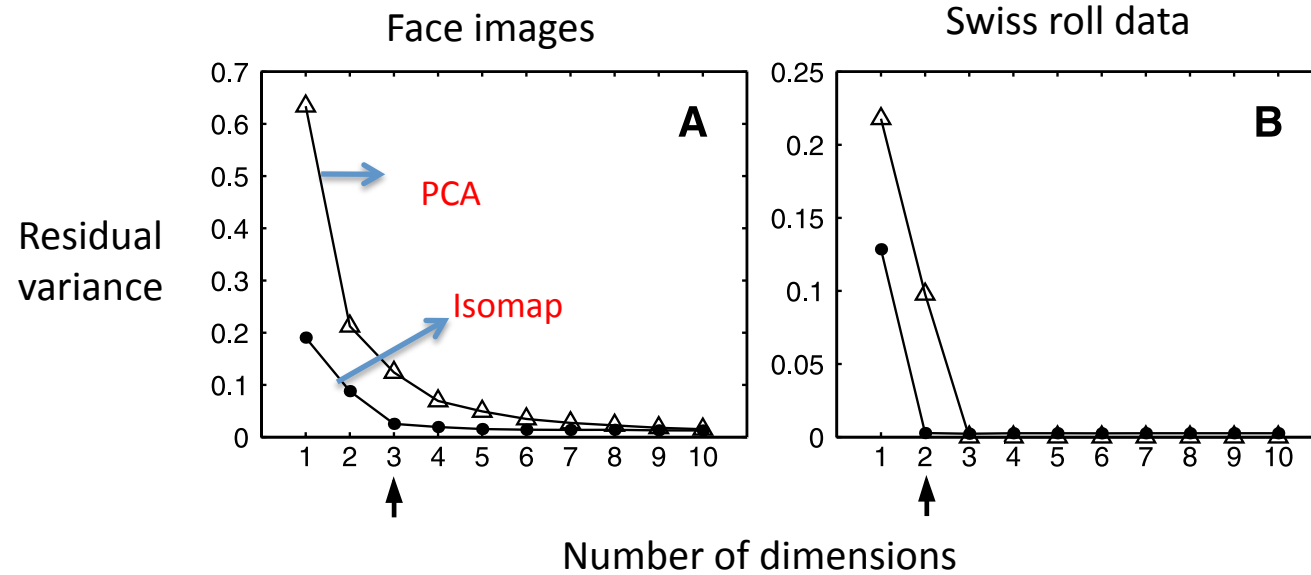 Face images
Swiss roll data
Residual
variance
0.7
0.6
0.5
0.4
0.3
0.2
0.1
0
A
PCA
Isomap
1 2 3 4 5 6 7 8 9 10
0.25
0.2
0.15
0.1
0.05
0
B
1 2 3 4 5 6 7 8 9 10
Number of dimensions